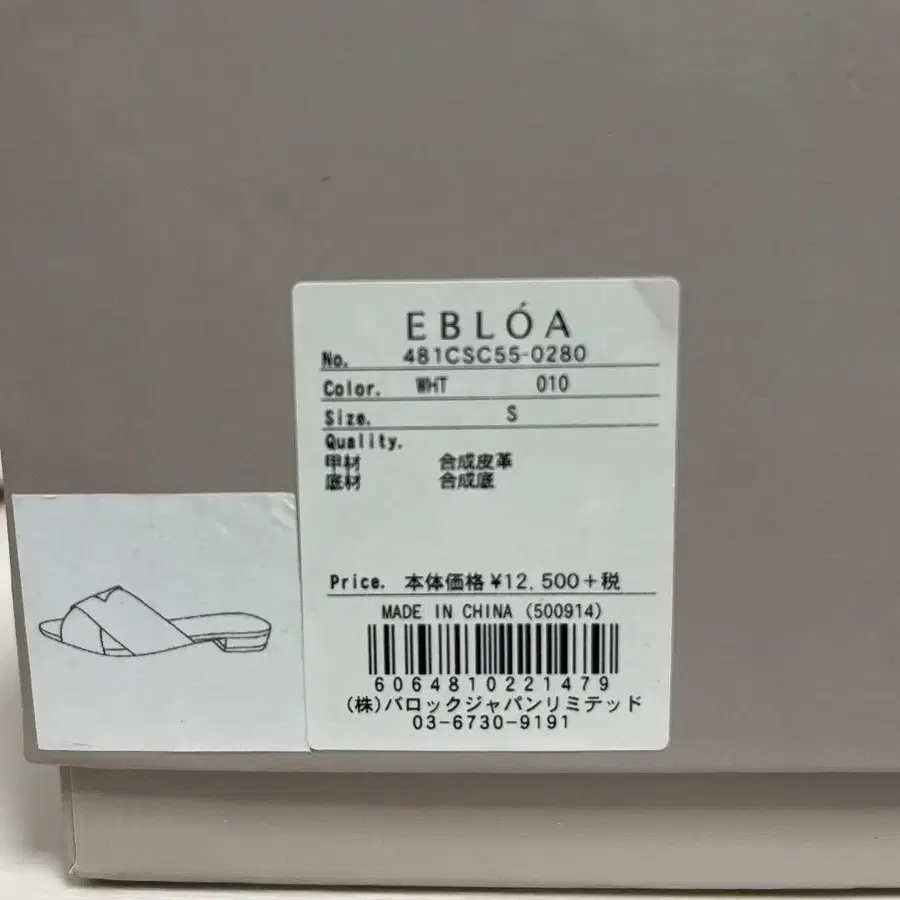 EBLÓA
No. 481CSC55-0280
Color. WHT 010
Size. S
Quality.
甲材 合成皮革
底材 合成底
Price. 本体価格¥12,500+税
MADE IN CHINA (500914)
6064810221479
(株)バロックジャパンリミテッド
03-6730-9191